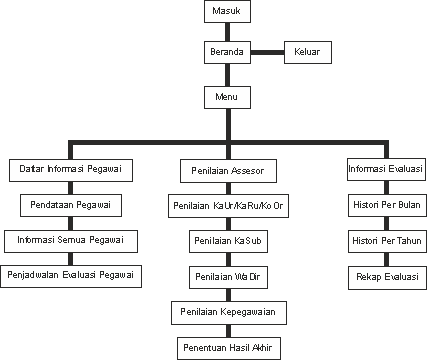 Masuk
Beranda
Keluar
Menu
Daftar Informasi Pegawai
Penilaian Assesor
Informasi Evaluasi
Pendataan Pegawai
Penilaian KaUr/KaRu/KoOr
Histori Per Bulan
Informasi Semua Pegawai
Penilaian KaSub
Histori Per Tahun
Penjadwalan Evaluasi Pegawai
Penilaian WaDir
Rekap Evaluasi
Penilaian Kepegawaian
Penentuan Hasil Akhir